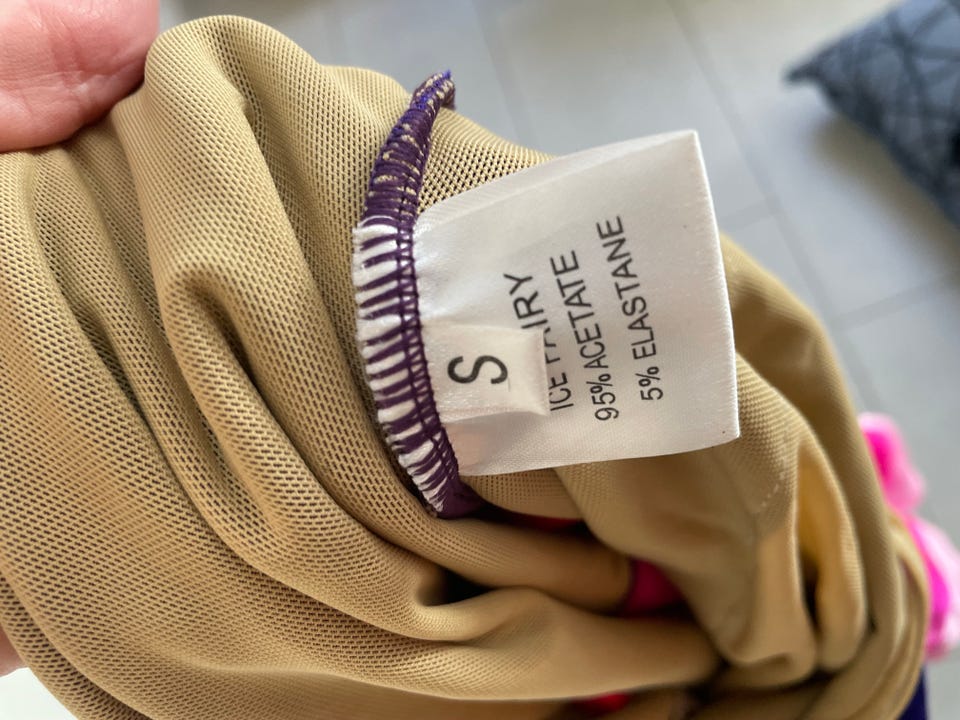 S
ICE FAIRY
95% ACETATE
5% ELASTANE